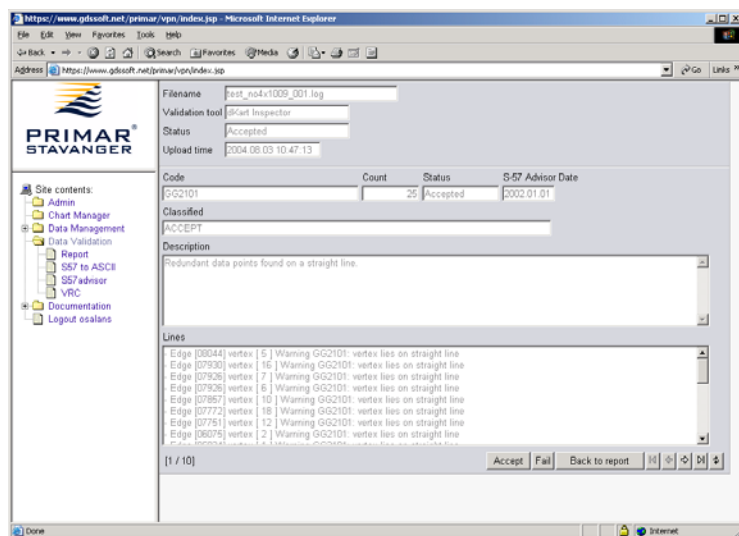 https://www.gdssoft.net/primar/vpn/index.jsp - Microsoft Internet Explorer
File Edit View Favorites Tools Help
Back Search Favorites Media
Address https://www.gdssoft.net/primar/vpn/index.jsp Go Links »
PRIMAR®
STAVANGER
Site contents:
Admin
Chart Manager
Data Management
Data Validation
Report
S57 to ASCII
S57advisor
VRC
Documentation
Logout osalans
Filename test_no4x1009_001.log
Validation tool dKart Inspector
Status Accepted
Upload time 2004.08.03 10:47:13
Code Count Status S-57 Advisor Date
GG2101 25 Accepted 2002.01.01
Classified
ACCEPT
Description
Redundant data points found on a straight line.
Lines
- Edge [08044] vertex [ 5 ] Warning GG2101: vertex lies on straight line
- Edge [07930] vertex [ 16 ] Warning GG2101: vertex lies on straight line
- Edge [07926] vertex [ 7 ] Warning GG2101: vertex lies on straight line
- Edge [07926] vertex [ 6 ] Warning GG2101: vertex lies on straight line
- Edge [07857] vertex [ 10 ] Warning GG2101: vertex lies on straight line
- Edge [07772] vertex [ 18 ] Warning GG2101: vertex lies on straight line
- Edge [07751] vertex [ 12 ] Warning GG2101: vertex lies on straight line
- Edge [06075] vertex [ 2 ] Warning GG2101: vertex lies on straight line
[1 / 10] Accept Fail Back to report
Done Internet